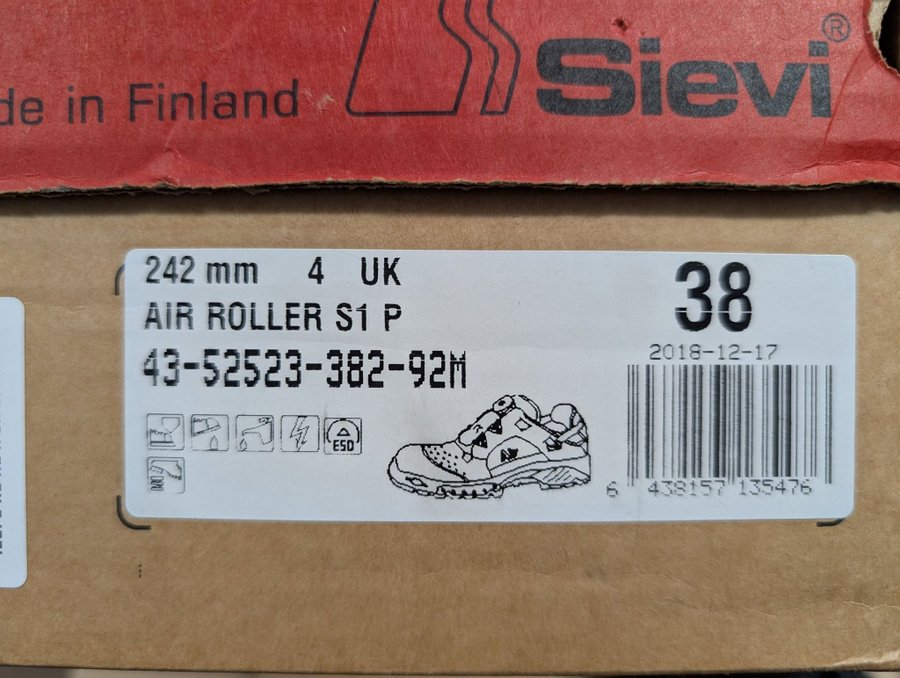 de in Finland
Sievi®
242 mm 4 UK
AIR ROLLER S1 P
43-52523-382-92M
ESD
38
2018-12-17
6 438157 135476